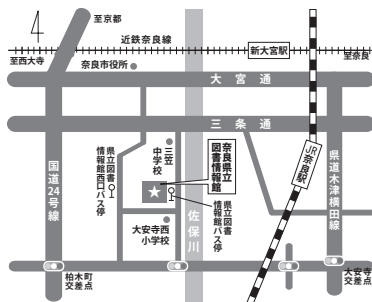 至京都
近鉄奈良線
新大宮駅
至西大寺
至奈良
奈良市役所
大宮通
三条通
国道24号線
県立図書
情報館西口バス停
三笠
中学校
奈良県立
図書情報館
JR奈良駅
県道木津横田線
佐保川
県立図書
情報館バス停
大安寺西
小学校
柏木町
交差点
大安寺
交差点